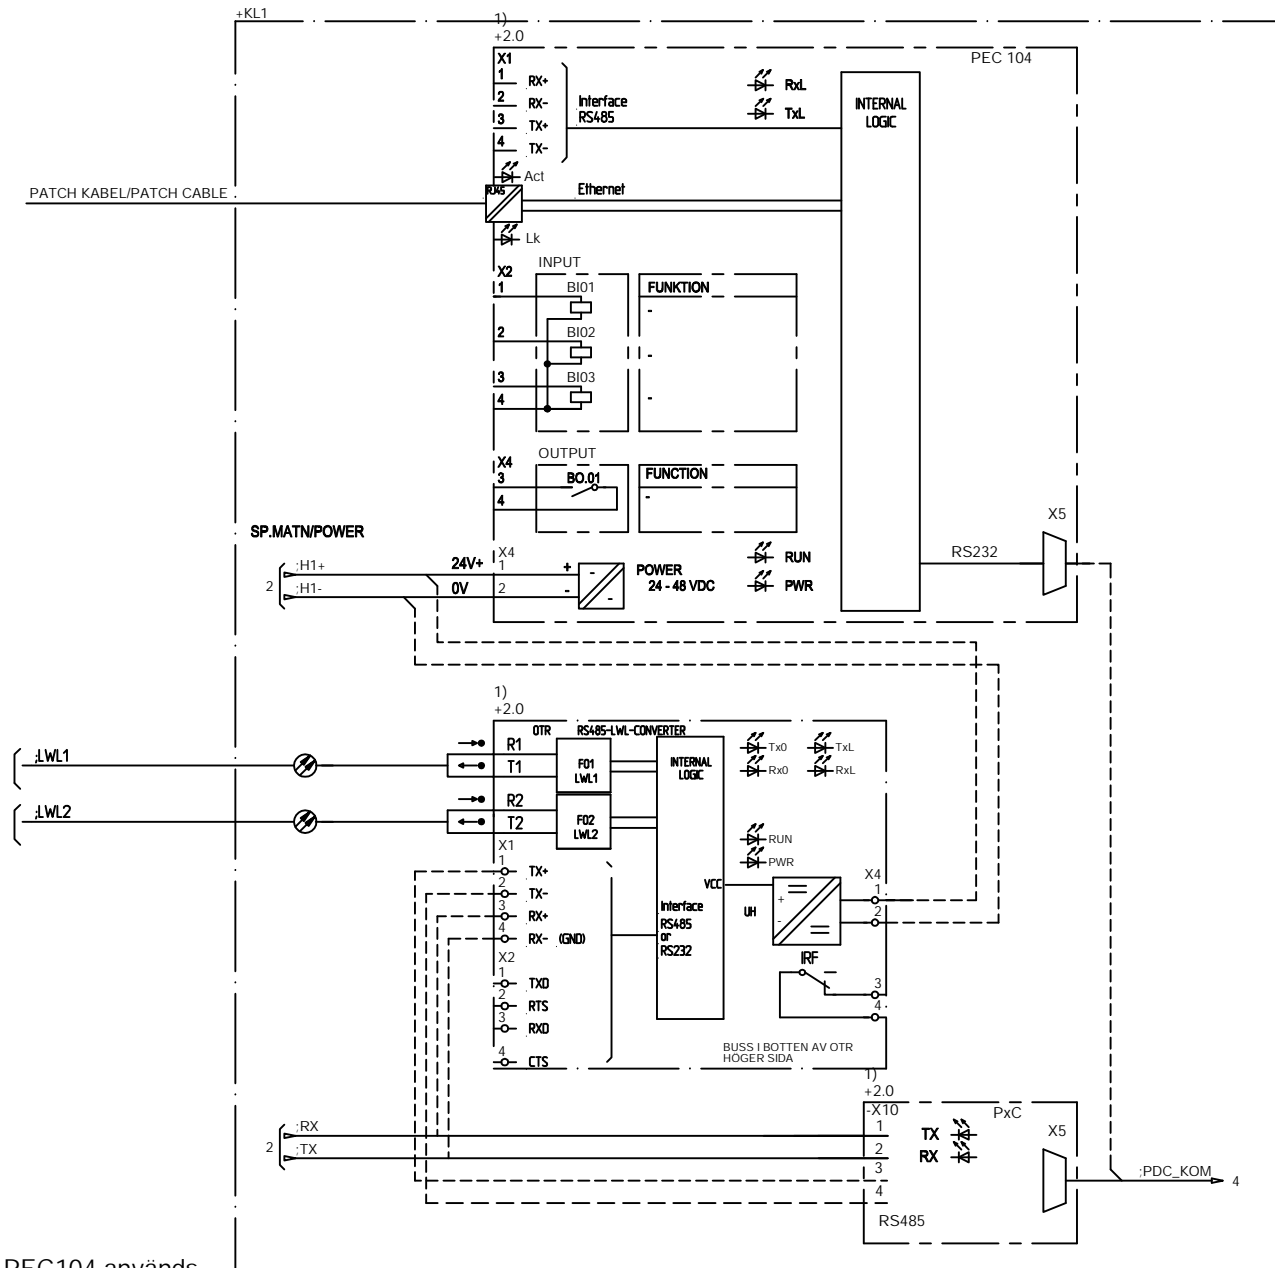 +KL1
1)
+2.0
PEC 104
X1
1 RX+
2 RX-
3 TX+
4 TX-
Interface
RS485
RxL
TxL
INTERNAL
LOGIC
Act
PATCH KABEL/PATCH CABLE
RJ45
Ethernet
Lk
INPUT
X2
1
BI01
FUNKTION
-
2
BI02
-
3
BI03
4
-
OUTPUT
X4
3
BO.01
FUNCTION
4
-
X5
SP.MATN/POWER
RS232
;H1+
24V+
X4
1
+
POWER
RUN
2
;H1-
0V
2
-
24 - 48 VDC
PWR
1)
+2.0
OTR RS485-LWL-CONVERTER
;LWL1
R1
T1
FO1
LWL1
INTERNAL
LOGIC
Tx0
TxL
Rx0
RxL
;LWL2
R2
T2
FO2
LWL2
RUN
PWR
X1
1 TX+
2 TX-
3 RX+
4 RX- (GND)
VCC
Interface
RS485
or
RS232
UH
+
-
X4
1
2
IRF
3
4
X2
1 TXD
2 RTS
3 RXD
4 CTS
BUSS I BOTTEN AV OTR
HÖGER SIDA
1)
+2.0
-X10
PxC
2
;RX
;TX
1
TX
2
RX
3
4
X5
RS485
;PDC_KOM
4
PEC104 används